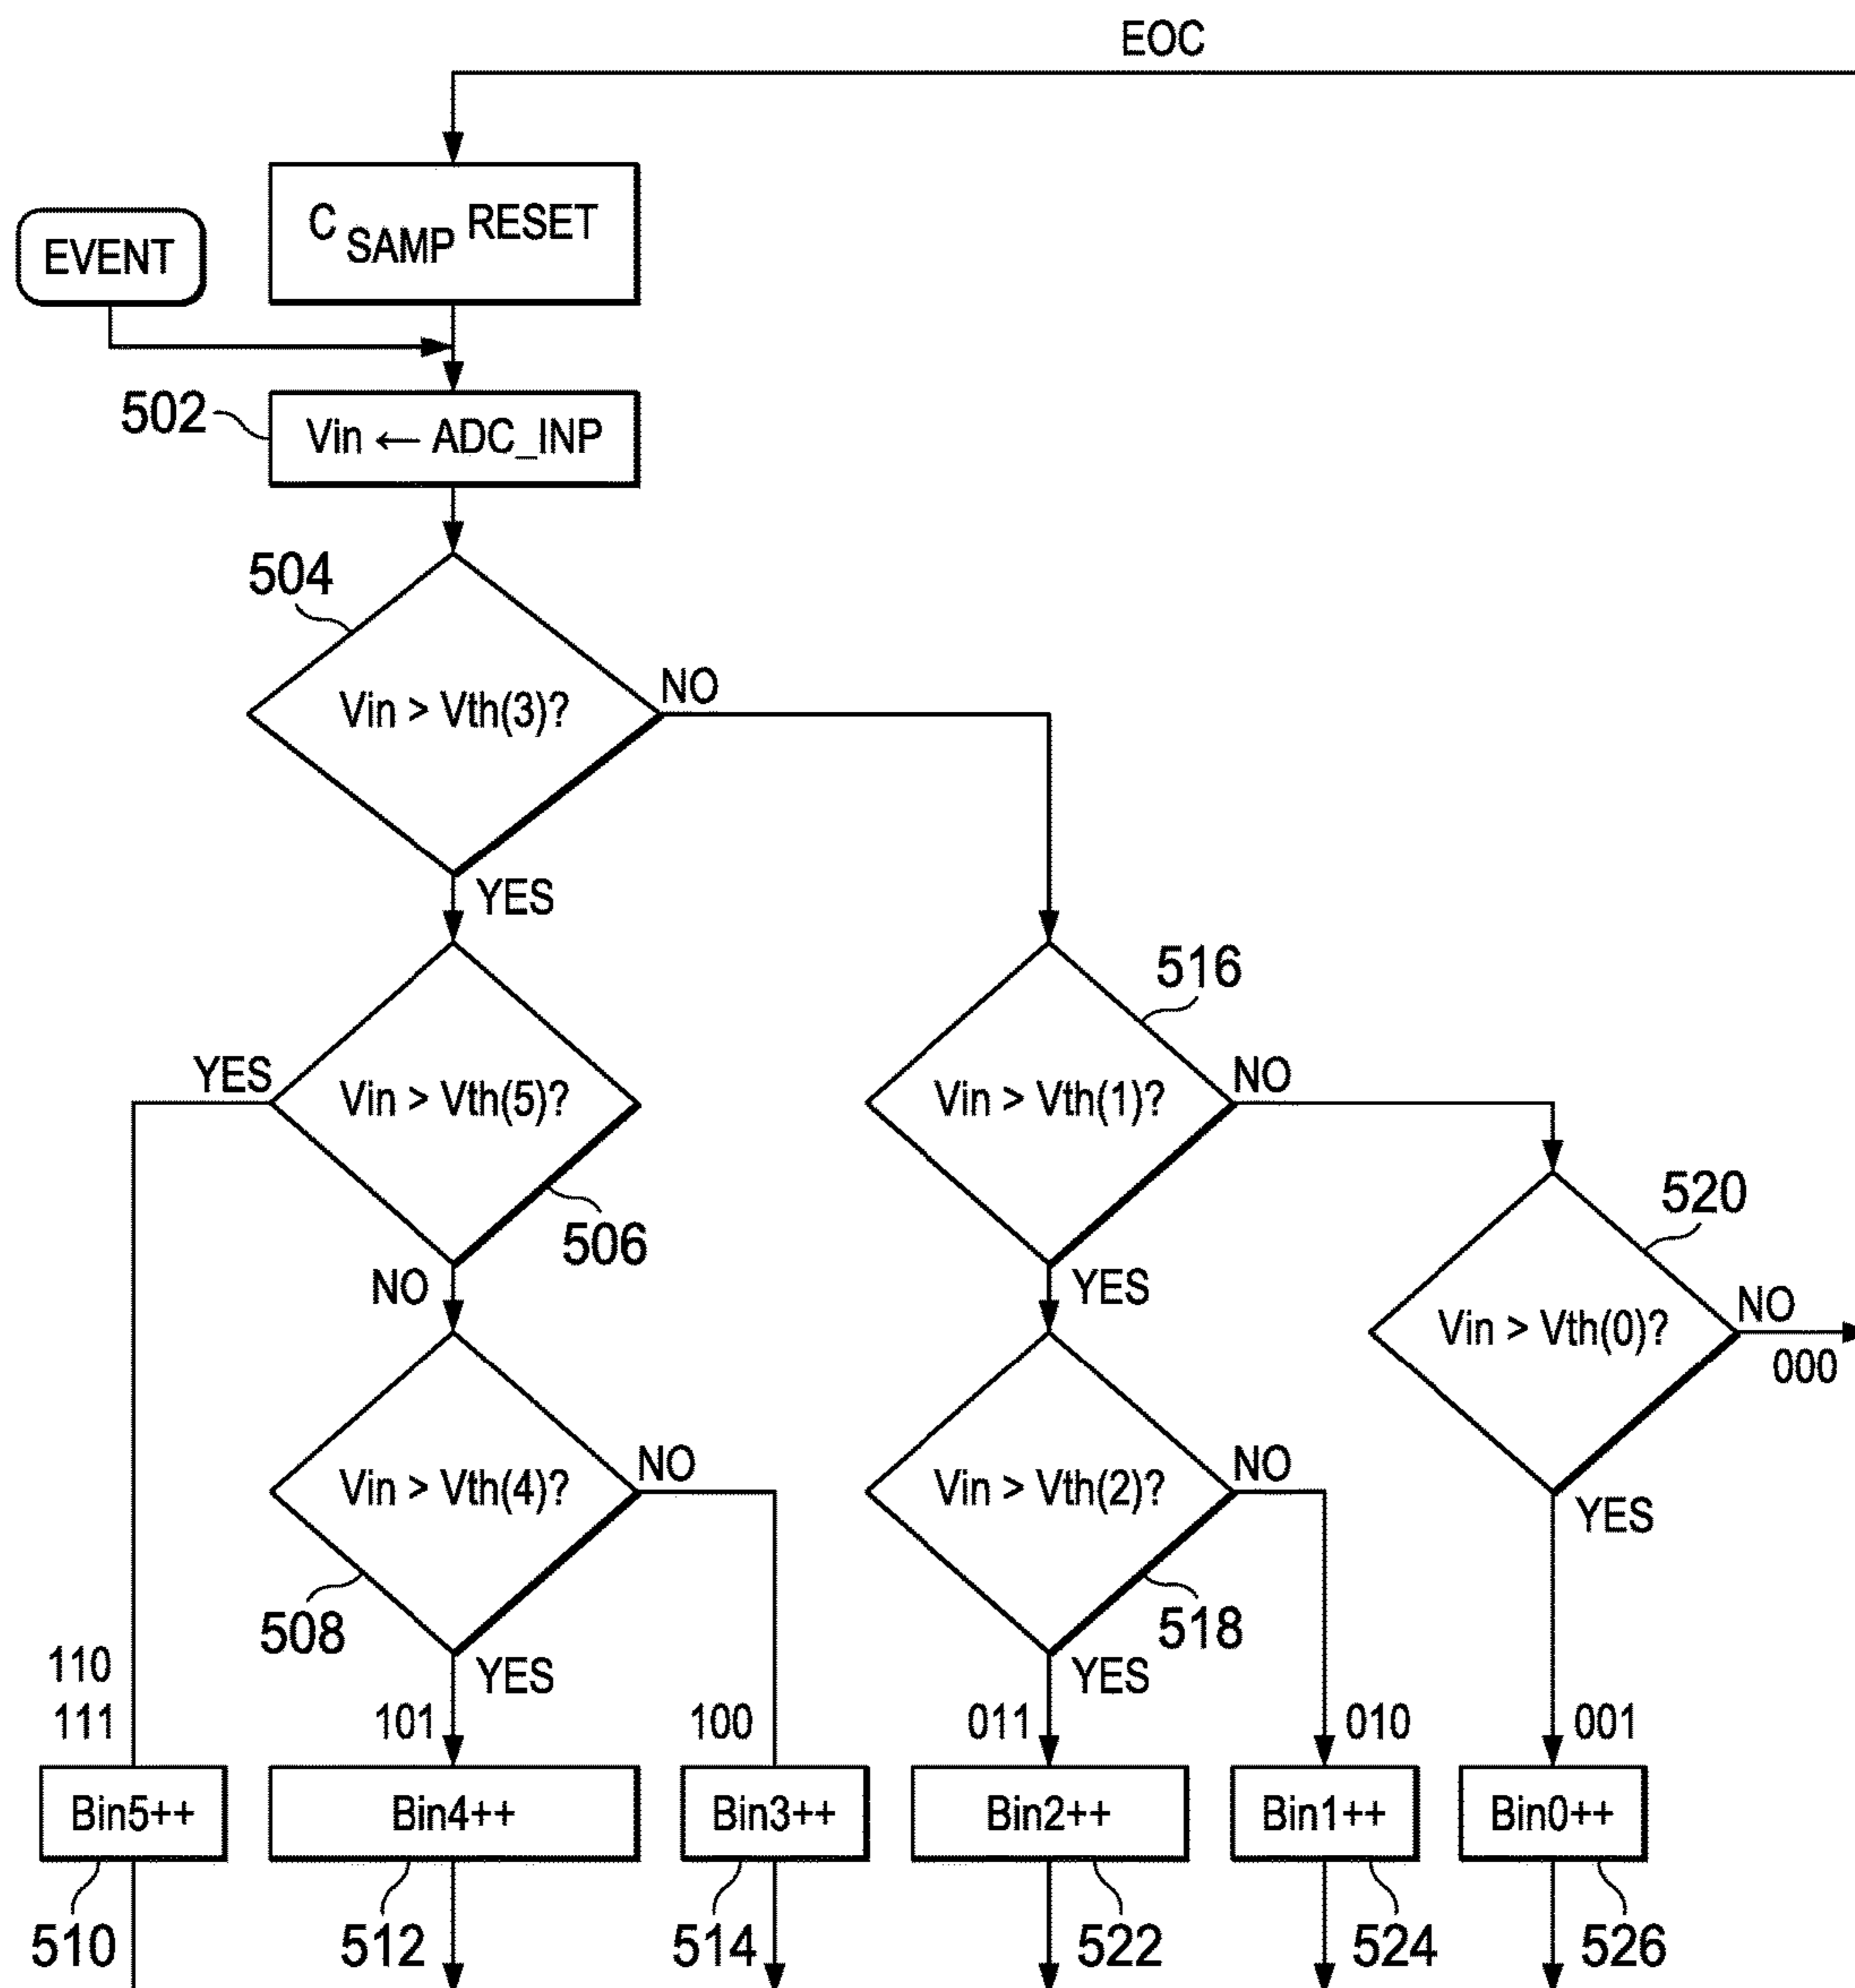 EOC
C SAMP RESET
EVENT
502
Vin ← ADC_INP
504
Vin > Vth(3)?
NO
YES
516
YES
Vin > Vth(5)?
Vin > Vth(1)?
NO
520
506
NO
YES
Vin > Vth(0)?
NO
000
Vin > Vth(4)?
NO
Vin > Vth(2)?
NO
YES
508
518
110
YES
YES
111
101
100
011
010
001
Bin5++
Bin4++
Bin3++
Bin2++
Bin1++
Bin0++
510
512
514
522
524
526